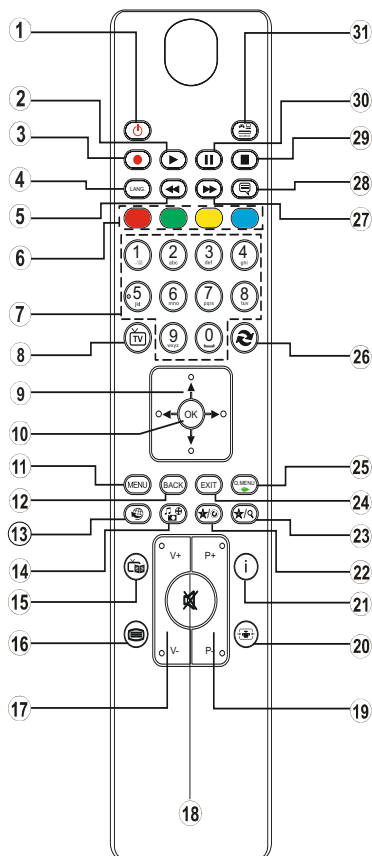 1
31
2
30
3
29
4
LANG.
28
5
27
6
1
2 abc
3 def
4 ghi
7
5 jkl
6 mno
7 pqrs
8 tuv
8
TV
9 wxyz
0
26
9
10
OK
11
MENU
BACK
EXIT
Q.MENU
25
12
24
13
23
14
22
15
V+
P+
i
21
16
V-
P-
20
17
19
18